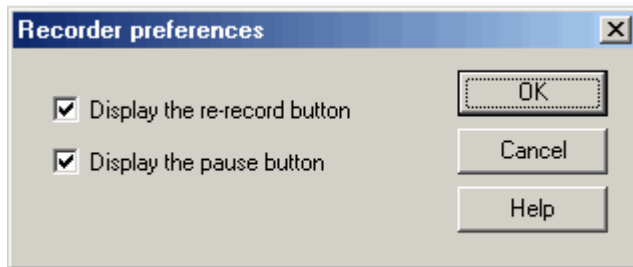 Recorder preferences
Display the re-record button
Display the pause button
OK
Cancel
Help